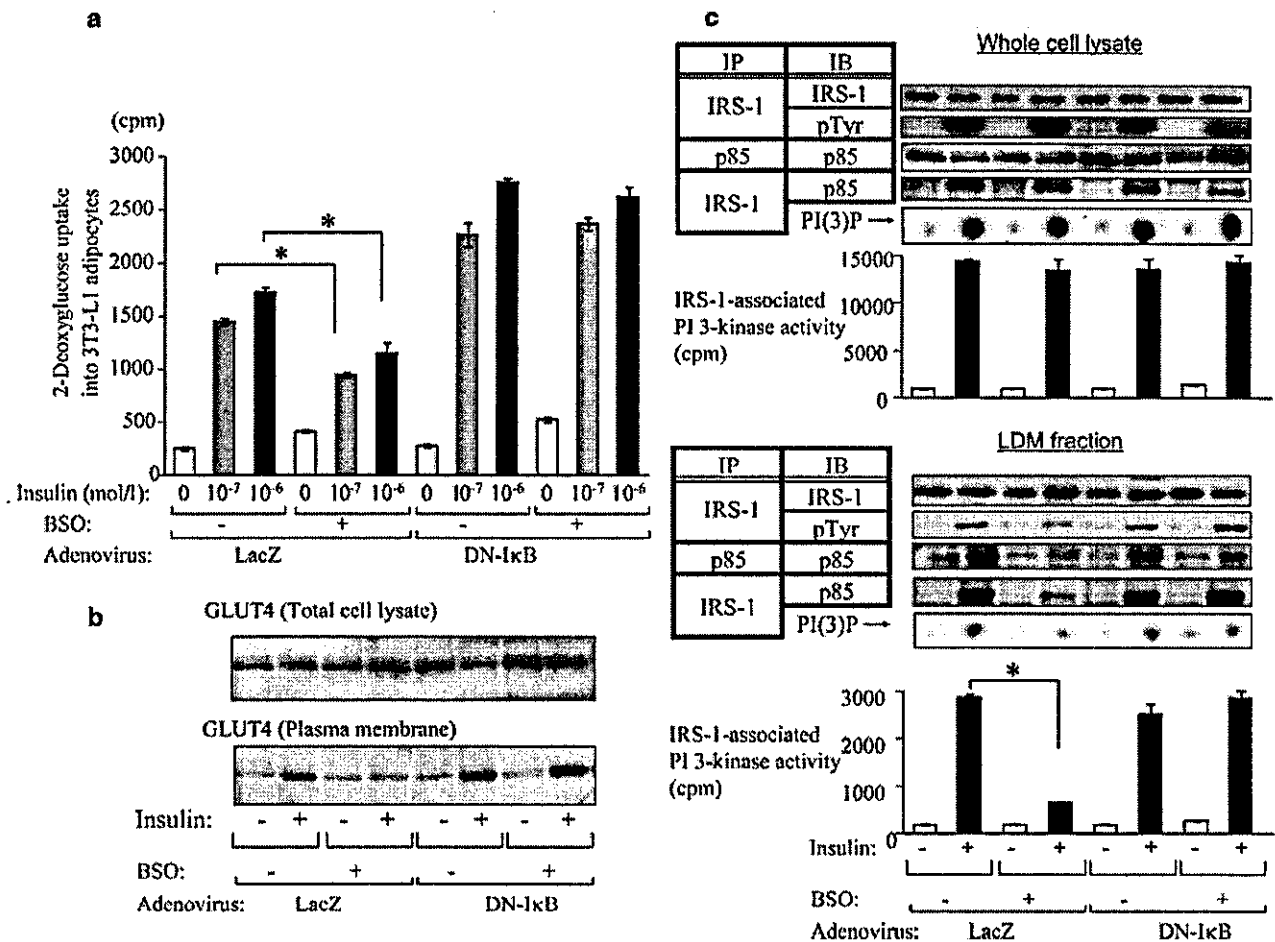 a
(cpm)
2-Deoxyglucose uptake
into 3T3-L1 adipocytes
3000
2500
2000
1500
1000
500
0
*
*
Insulin (mol/l): 0 10⁻⁷ 10⁻⁶ 0 10⁻⁷ 10⁻⁶ 0 10⁻⁷ 10⁻⁶ 0 10⁻⁷ 10⁻⁶
BSO: - + - +
Adenovirus: LacZ DN-IκB
b
GLUT4 (Total cell lysate)
GLUT4 (Plasma membrane)
Insulin: - + - + - + - +
BSO: - + - +
Adenovirus: LacZ DN-IκB
c
Whole cell lysate
IP IB
IRS-1 IRS-1
pTyr
p85 p85
IRS-1 p85
PI(3)P →
IRS-1-associated
PI 3-kinase activity
(cpm)
15000
10000
5000
0
LDM fraction
IP IB
IRS-1 IRS-1
pTyr
p85 p85
IRS-1 p85
PI(3)P →
*
IRS-1-associated
PI 3-kinase activity
(cpm)
3000
2000
1000
0
Insulin: - + - + - + - +
BSO: - + - +
Adenovirus: LacZ DN-IκB